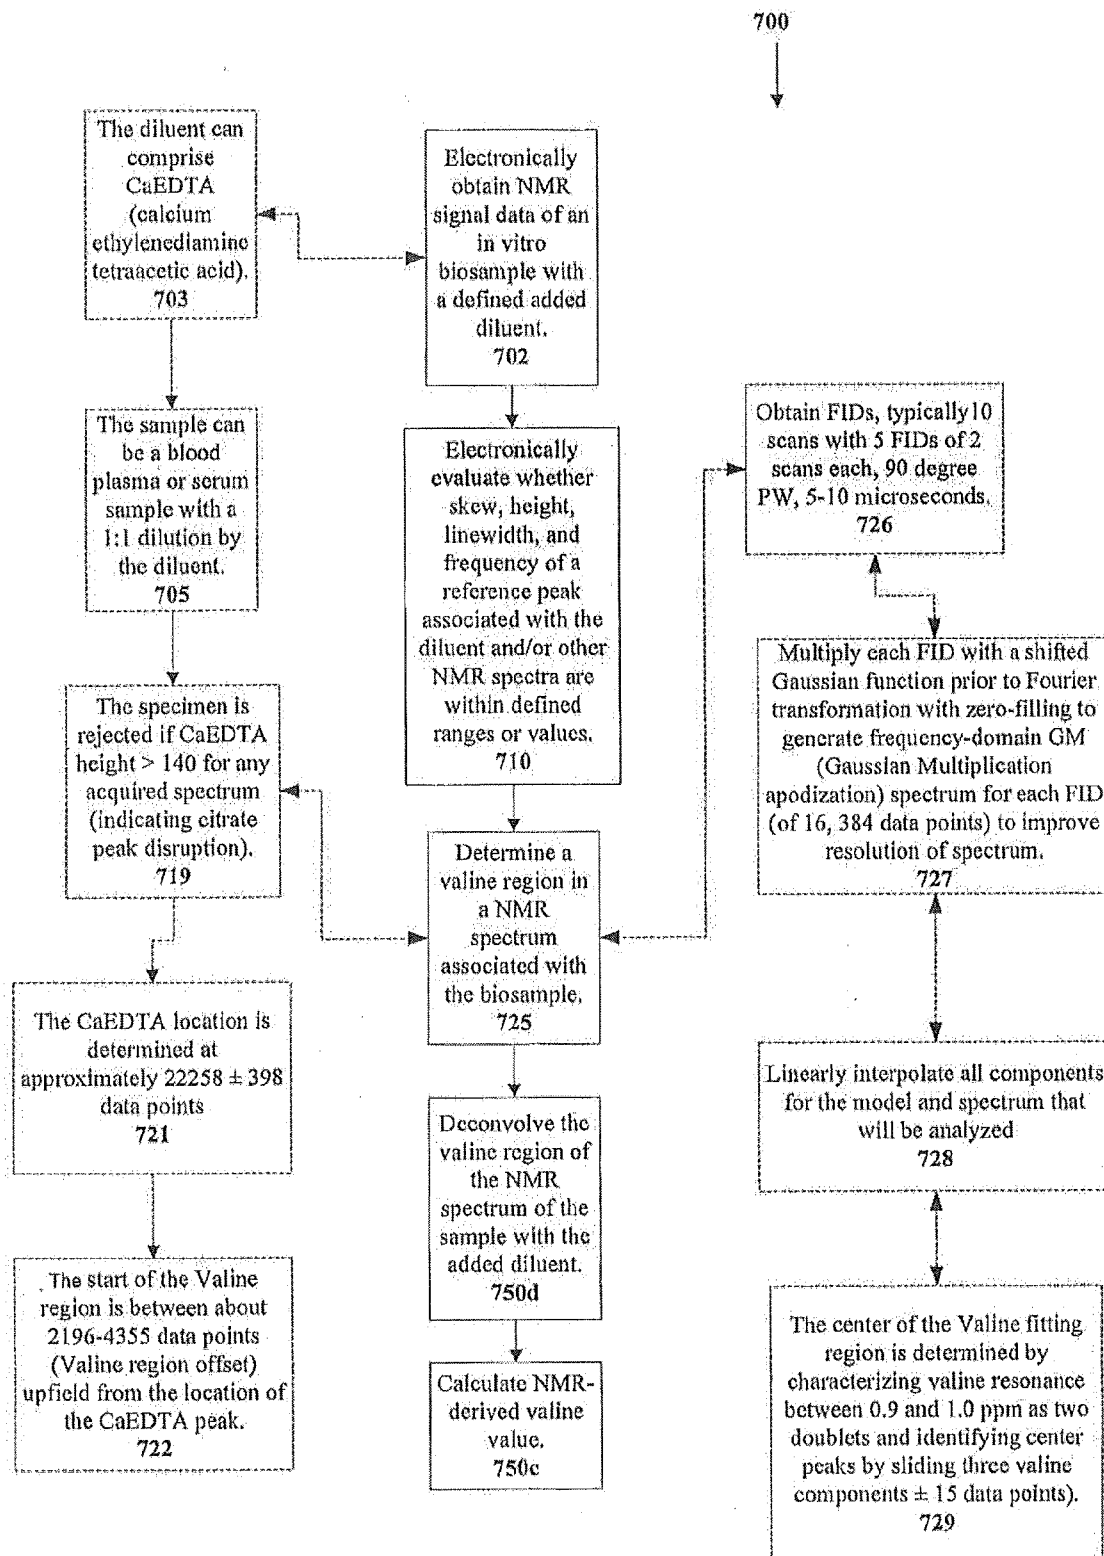 700
The diluent can
comprise
CaEDTA
(calcium
ethylenediamine
tetraacetic acid).
703
Electronically
obtain NMR
signal data of an
in vitro
biosample with
a defined added
diluent.
702
The sample can
be a blood
plasma or serum
sample with a
1:1 dilution by
the diluent.
705
Electronically
evaluate whether
skew, height,
linewidth, and
frequency of a
reference peak
associated with the
diluent and/or other
NMR spectra are
within defined
ranges or values.
710
Obtain FIDs, typically 10
scans with 5 FIDs of 2
scans each, 90 degree
PW, 5-10 microseconds.
726
The specimen is
rejected if CaEDTA
height > 140 for any
acquired spectrum
(indicating citrate
peak disruption).
719
Determine a
valine region in
a NMR
spectrum
associated with
the biosample.
725
Multiply each FID with a shifted
Gaussian function prior to Fourier
transformation with zero-filling to
generate frequency-domain GM
(Gaussian Multiplication
apodization) spectrum for each FID
(of 16, 384 data points) to improve
resolution of spectrum.
727
The CaEDTA location is
determined at
approximately 22258 ± 398
data points
721
Deconvolve the
valine region of
the NMR
spectrum of the
sample with the
added diluent.
750d
Linearly interpolate all components
for the model and spectrum that
will be analyzed
728
The start of the Valine
region is between about
2196-4355 data points
(Valine region offset)
upfield from the location of
the CaEDTA peak.
722
Calculate NMR-
derived valine
value.
750c
The center of the Valine fitting
region is determined by
characterizing valine resonance
between 0.9 and 1.0 ppm as two
doublets and identifying center
peaks by sliding three valine
components ± 15 data points).
729